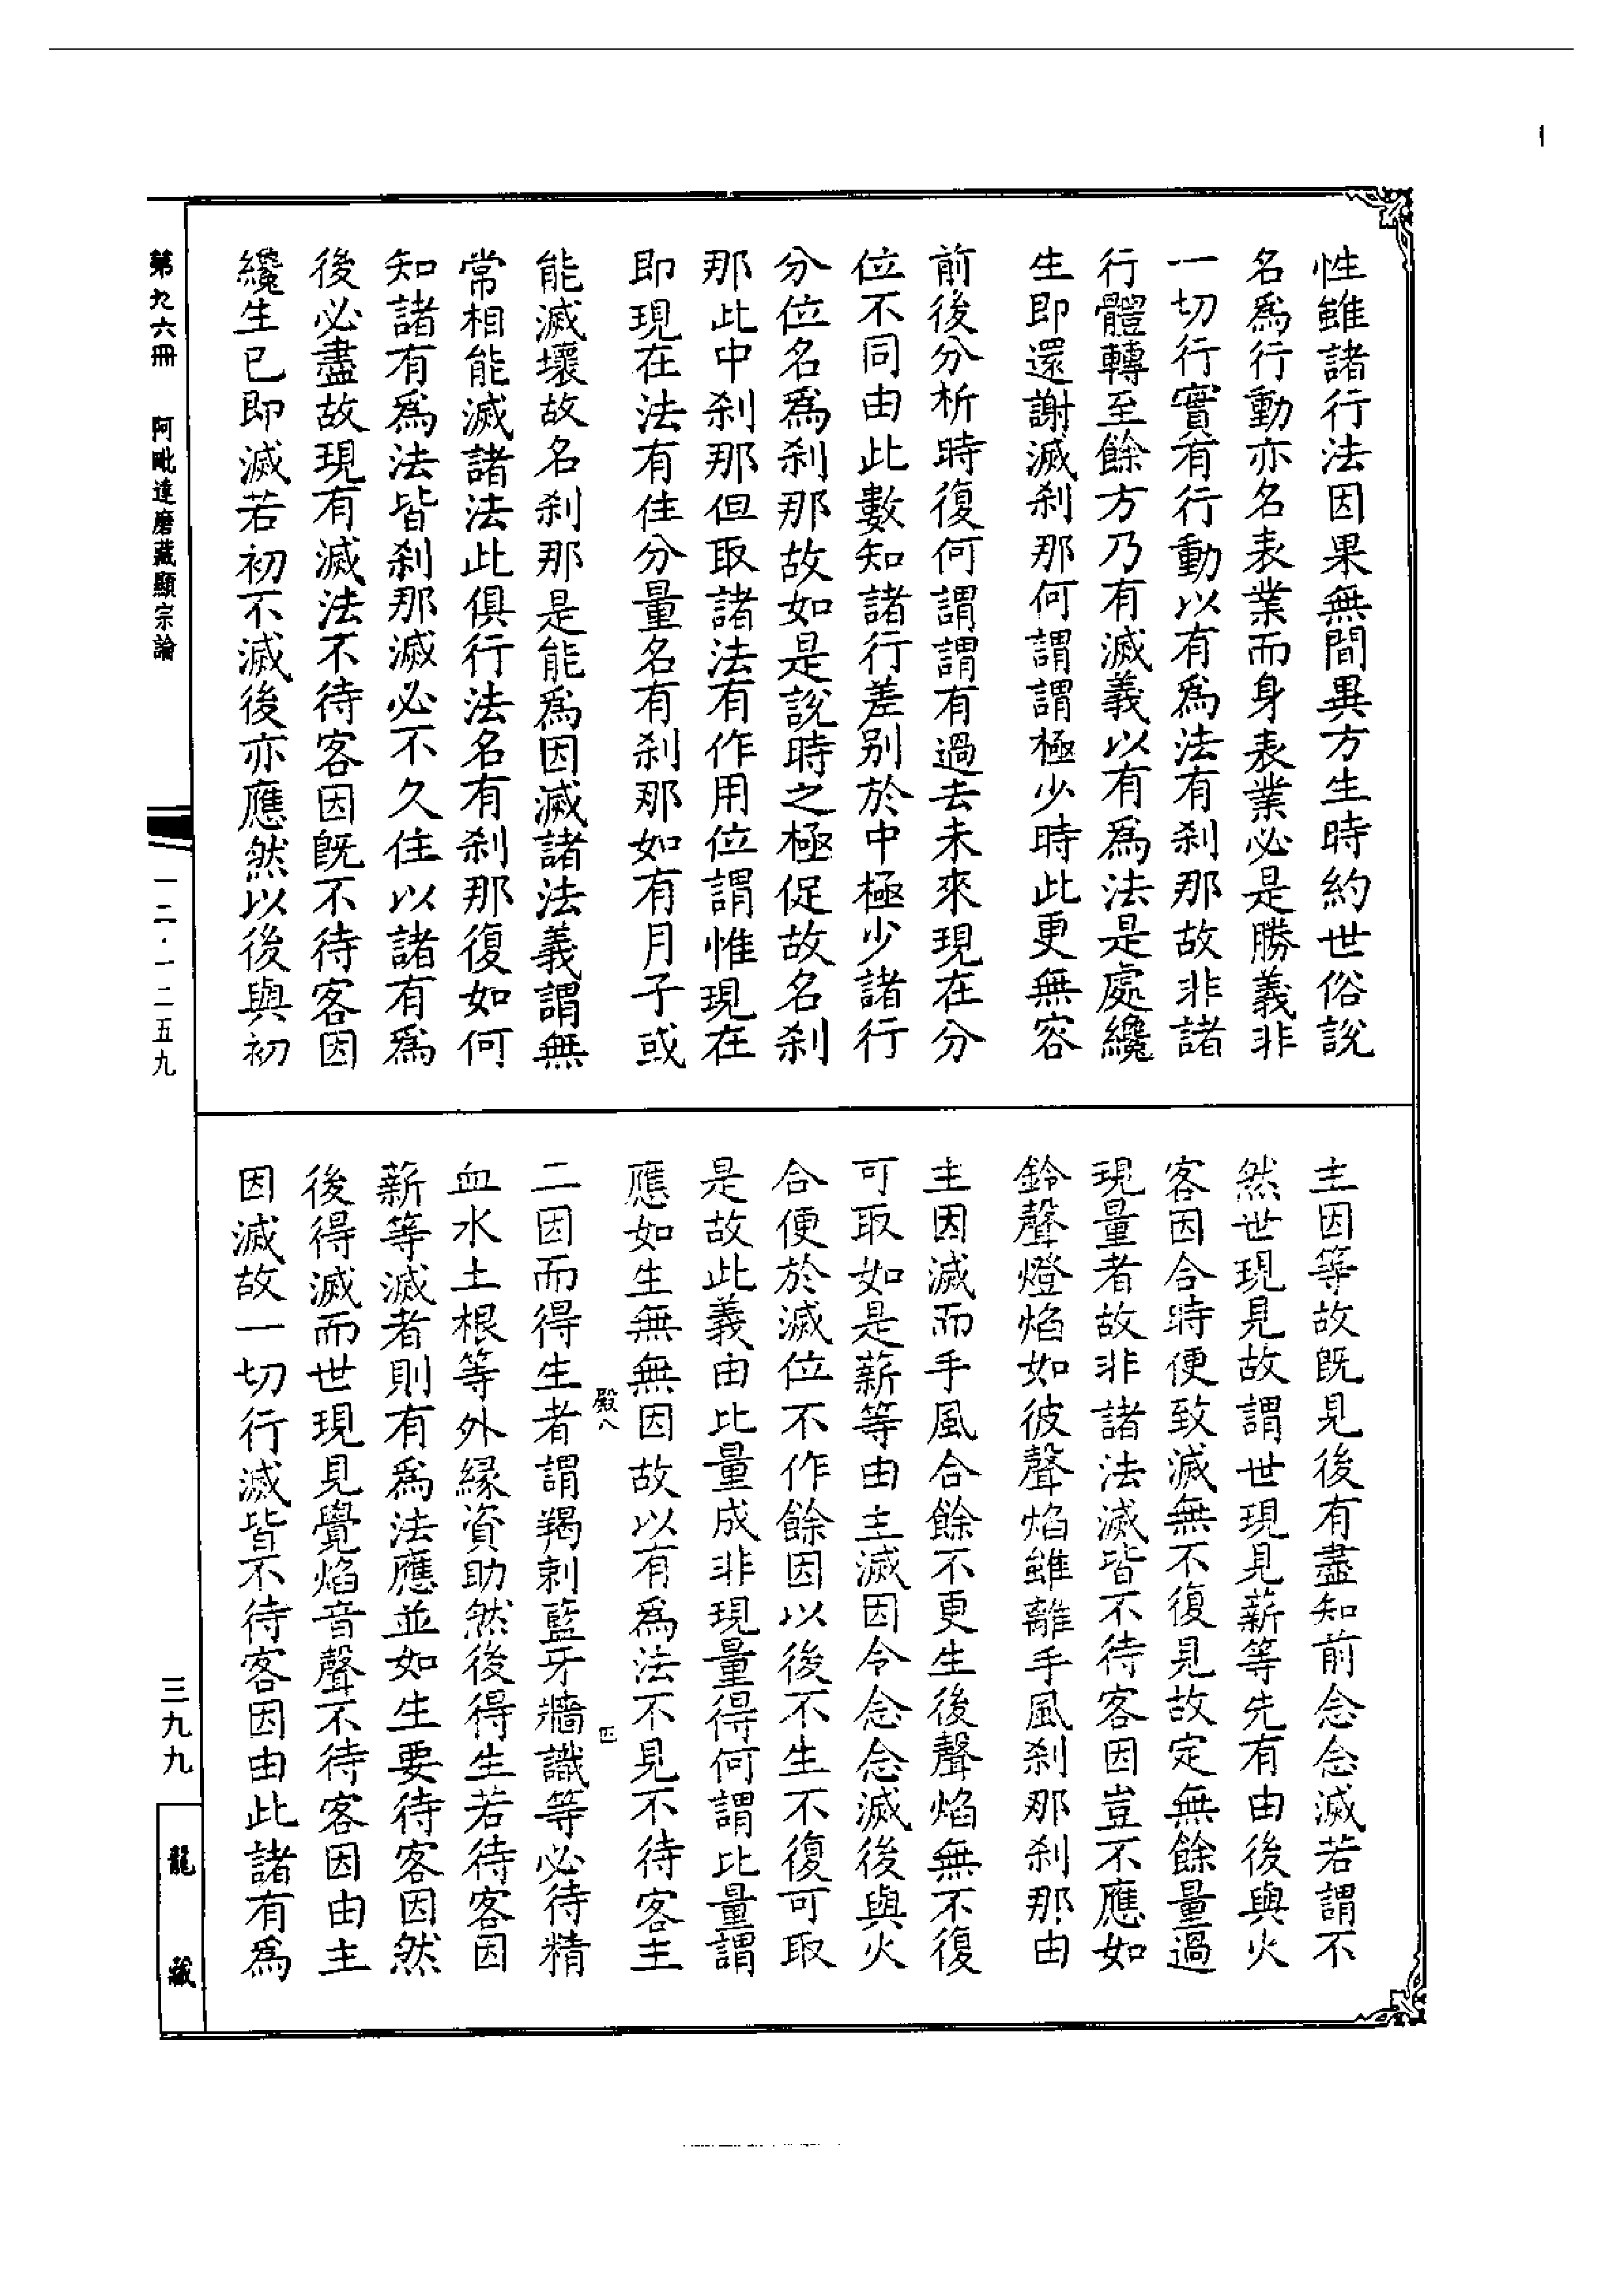 性雖諸行法因果無間異方生時約世俗説
名爲行動亦名表業而身表業必是勝義非
一切行實有行動以有爲法有刹那故非諸
行體轉至餘方乃有滅義以有爲法是處纔
生即還謝滅刹那何謂謂極少時此更無容
前後分析時復何謂謂有過去未來現在分
位不同由此數知諸行差别於中極少諸行
分位名爲刹那故如是説時之極促故名刹
那此中刹那但取諸法有作用位謂惟現在
即現在法有住分量名有刹那如有月子或
能滅壞故名刹那是能爲因滅諸法義謂無
常相能滅諸法此俱行法名有刹那復如何
知諸有爲法皆刹那滅必不久住以諸有爲
後必盡故現有滅法不待客因既不待客因
纔生已即滅若初不滅後亦應然以後與初
主因等故既見後有盡知前念念滅若謂不
然世現見故謂世現見薪等先有由後與火
客因合時便致滅無不復見故定無餘量過
現量者故非諸法滅皆不待客因豈不應如
鈴聲燈焰如彼聲焰雖離手風刹那刹那由
主因滅而手風合餘不更生後聲焰無不復
可取如是薪等由主滅因令念念滅後與火
合便於滅位不作餘因以後不生不復可取
是故此義由比量成非現量得何謂比量謂
應如生無無因故以有爲法不見不待客主
殿八 四
二因而得生者謂羯剌藍牙牆識等必待精
血水土根等外縁資助然後得生若待客因
薪等滅者則有爲法應並如生要待客因然
後得滅而世現見覺焰音聲不待客因由主
因滅故一切行滅皆不待客因由此諸有爲
第九六冊 阿毗達磨藏顯宗論
一二·一二五九
三九九
龍藏